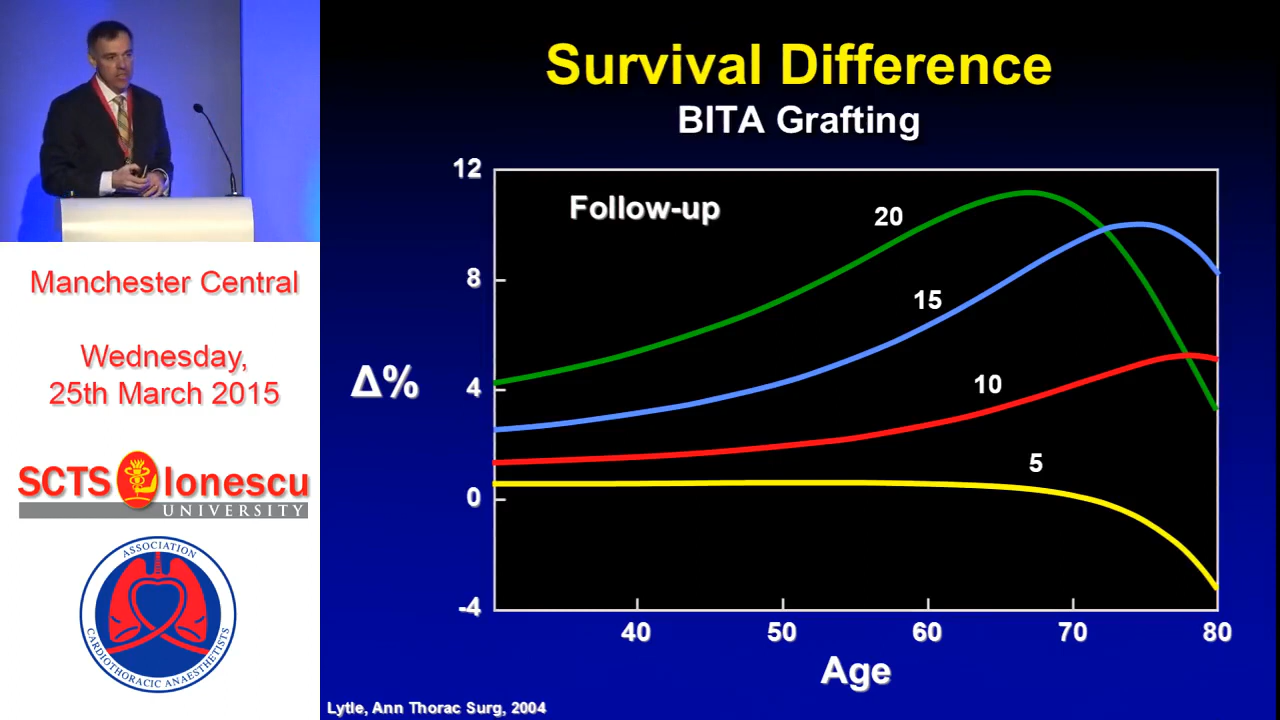 Survival Difference
BITA Grafting
12
8
4
0
-4
Δ%
Follow-up
20
15
10
5
40 50 60 70 80
Age
Lytle, Ann Thorac Surg, 2004
Manchester Central
Wednesday,
25th March 2015
SCTS Ionescu
UNIVERSITY
ASSOCIATION
CARDIOTHORACIC ANAESTHETISTS